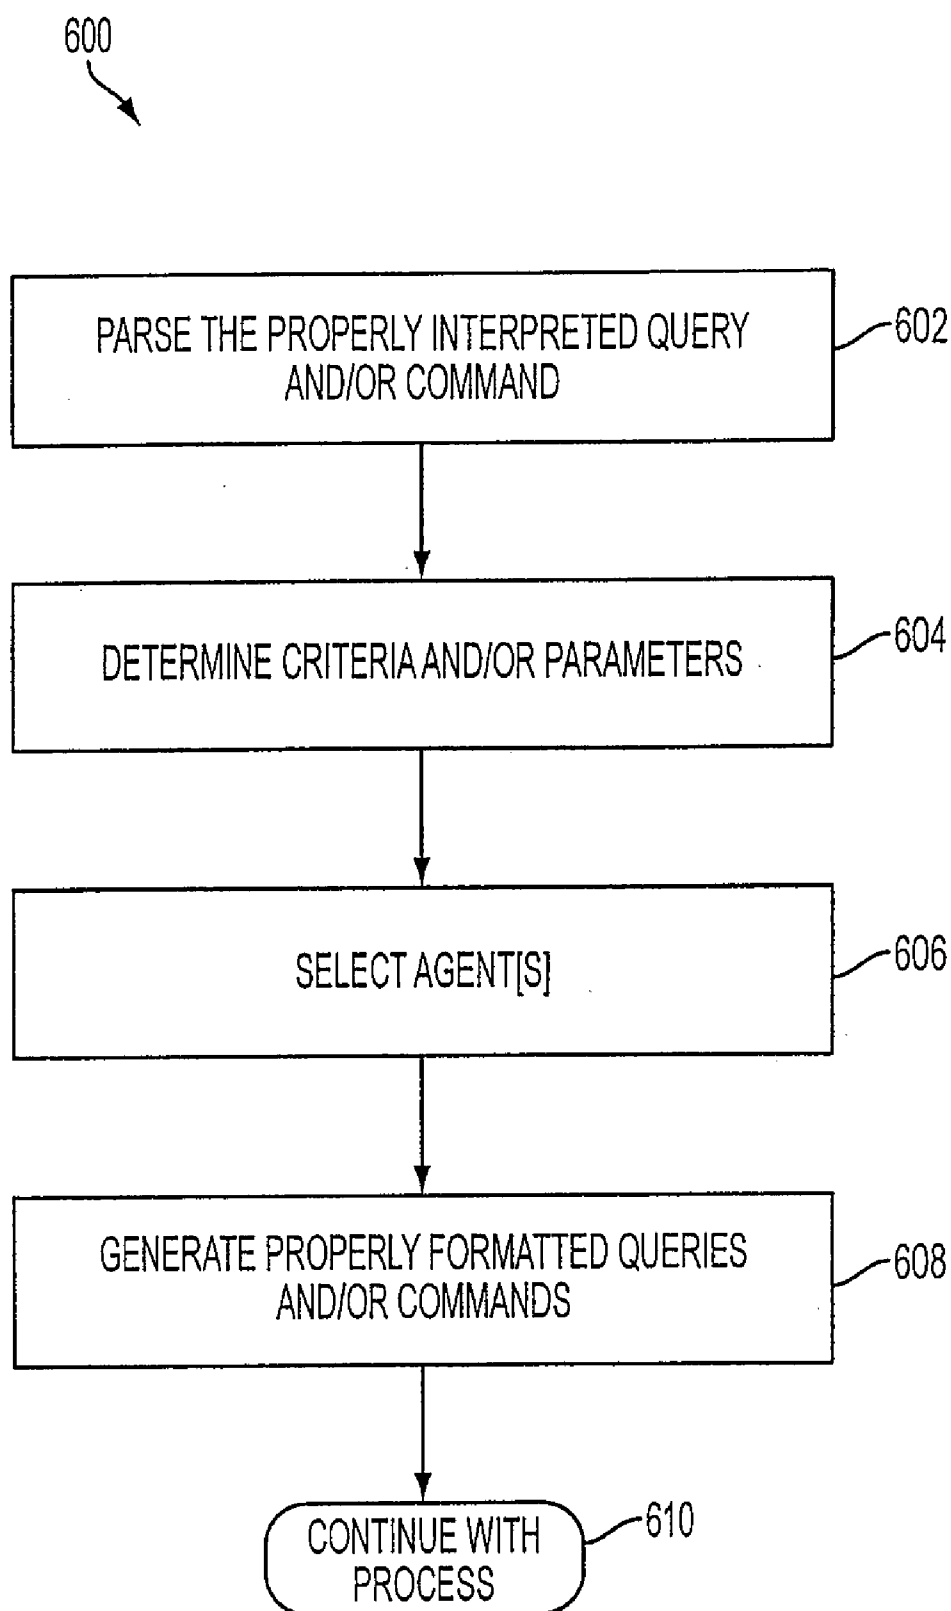 600
PARSE THE PROPERLY INTERPRETED QUERY
AND/OR COMMAND
602
DETERMINE CRITERIA AND/OR PARAMETERS
604
SELECT AGENT[S]
606
GENERATE PROPERLY FORMATTED QUERIES
AND/OR COMMANDS
608
CONTINUE WITH
PROCESS
610